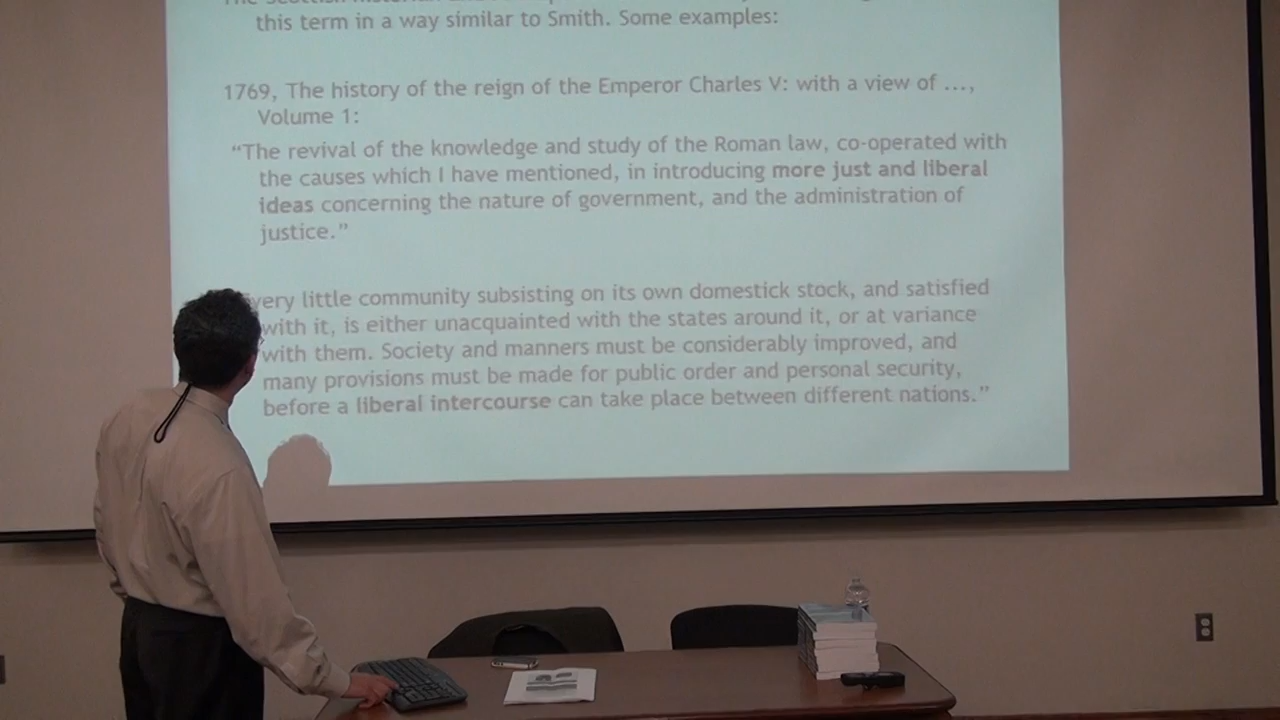 this term in a way similar to Smith. Some examples:
1769, The history of the reign of the Emperor Charles V: with a view of ...,
Volume 1:
“The revival of the knowledge and study of the Roman law, co-operated with
the causes which I have mentioned, in introducing more just and liberal
ideas concerning the nature of government, and the administration of
justice.”
very little community subsisting on its own domestick stock, and satisfied
with it, is either unacquainted with the states around it, or at variance
with them. Society and manners must be considerably improved, and
many provisions must be made for public order and personal security,
before a liberal intercourse can take place between different nations.”